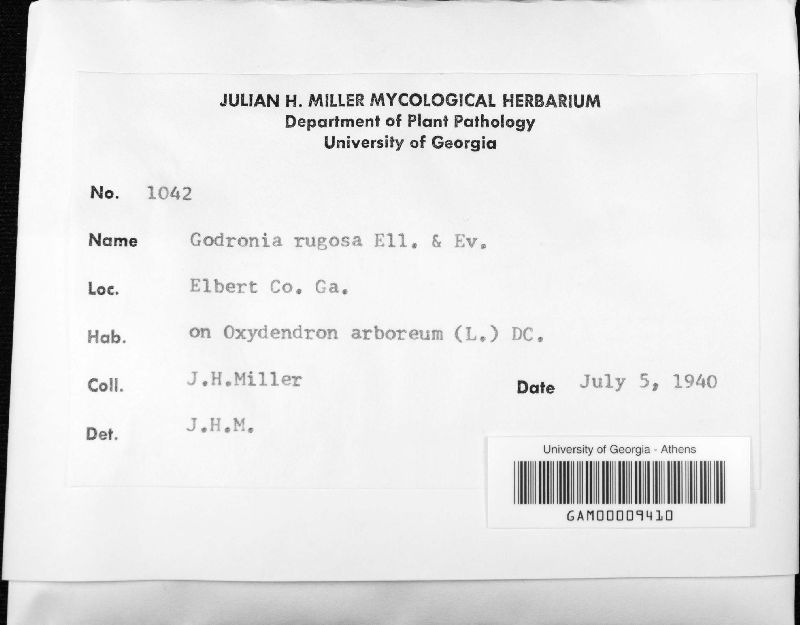 JULIAN H. MILLER MYCOLOGICAL HERBARIUM
Department of Plant Pathology
University of Georgia
No. 1042
Name Godronia rugosa Ell. & Ev.
Loc. Elbert Co. Ga.
Hab. on Oxydendron arboreum (L.) DC.
Coll. J.H.Miller Date July 5, 1940
Det. J.H.M.
University of Georgia - Athens
GAM00009410